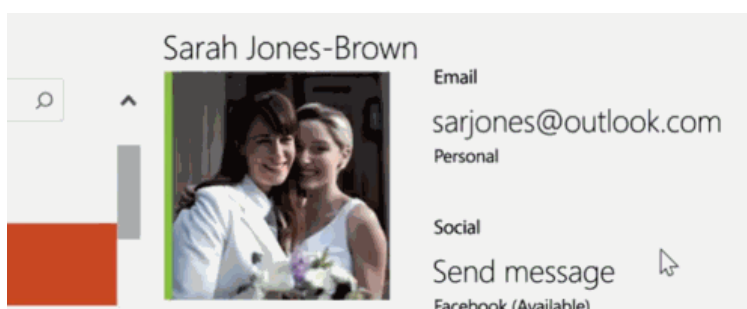 Sarah Jones-Brown
Email
sarjones@outlook.com
Personal
Social
Send message
Facebook (Available)